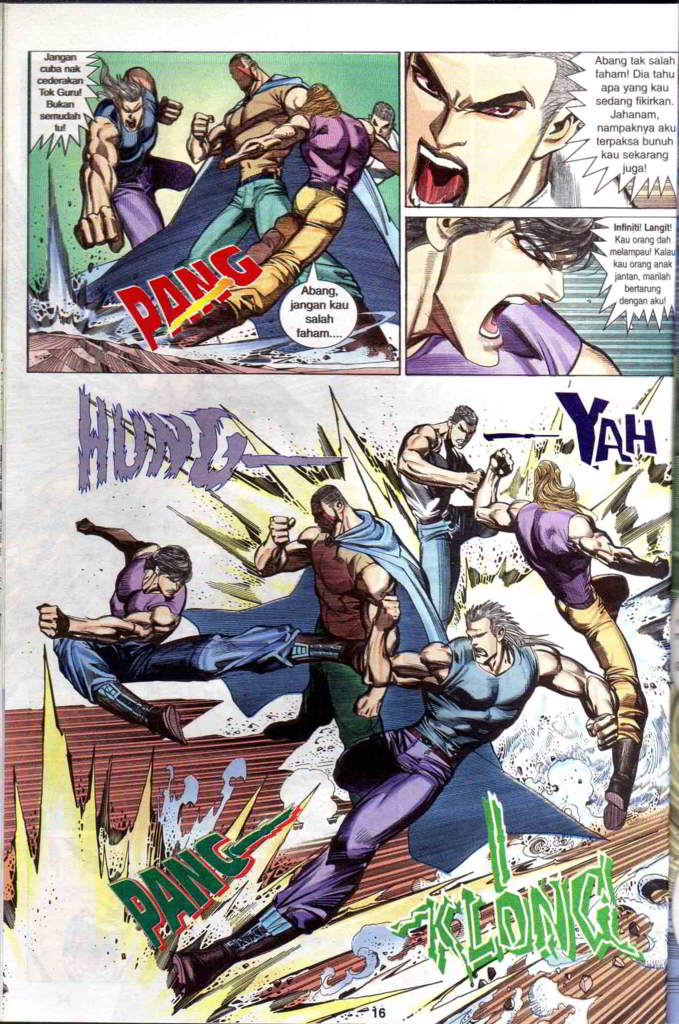 Jangan
cuba nak
cederakan
Tok Guru!
Bukan
semudah
tu!
PANG
Abang,
jangan kau
salah
faham....
Abang tak salah
faham! Dia tahu
apa yang kau
sedang fikirkan.
Jahanam,
nampaknya aku
terpaksa bunuh
kau sekarang
juga!
Infiniti! Langit!
Kau orang dah
melampau! Kalau
kau orang anak
jantan, marilah
bertarung
dengan aku!
HUNG
YAH
PANG
KLONG
16